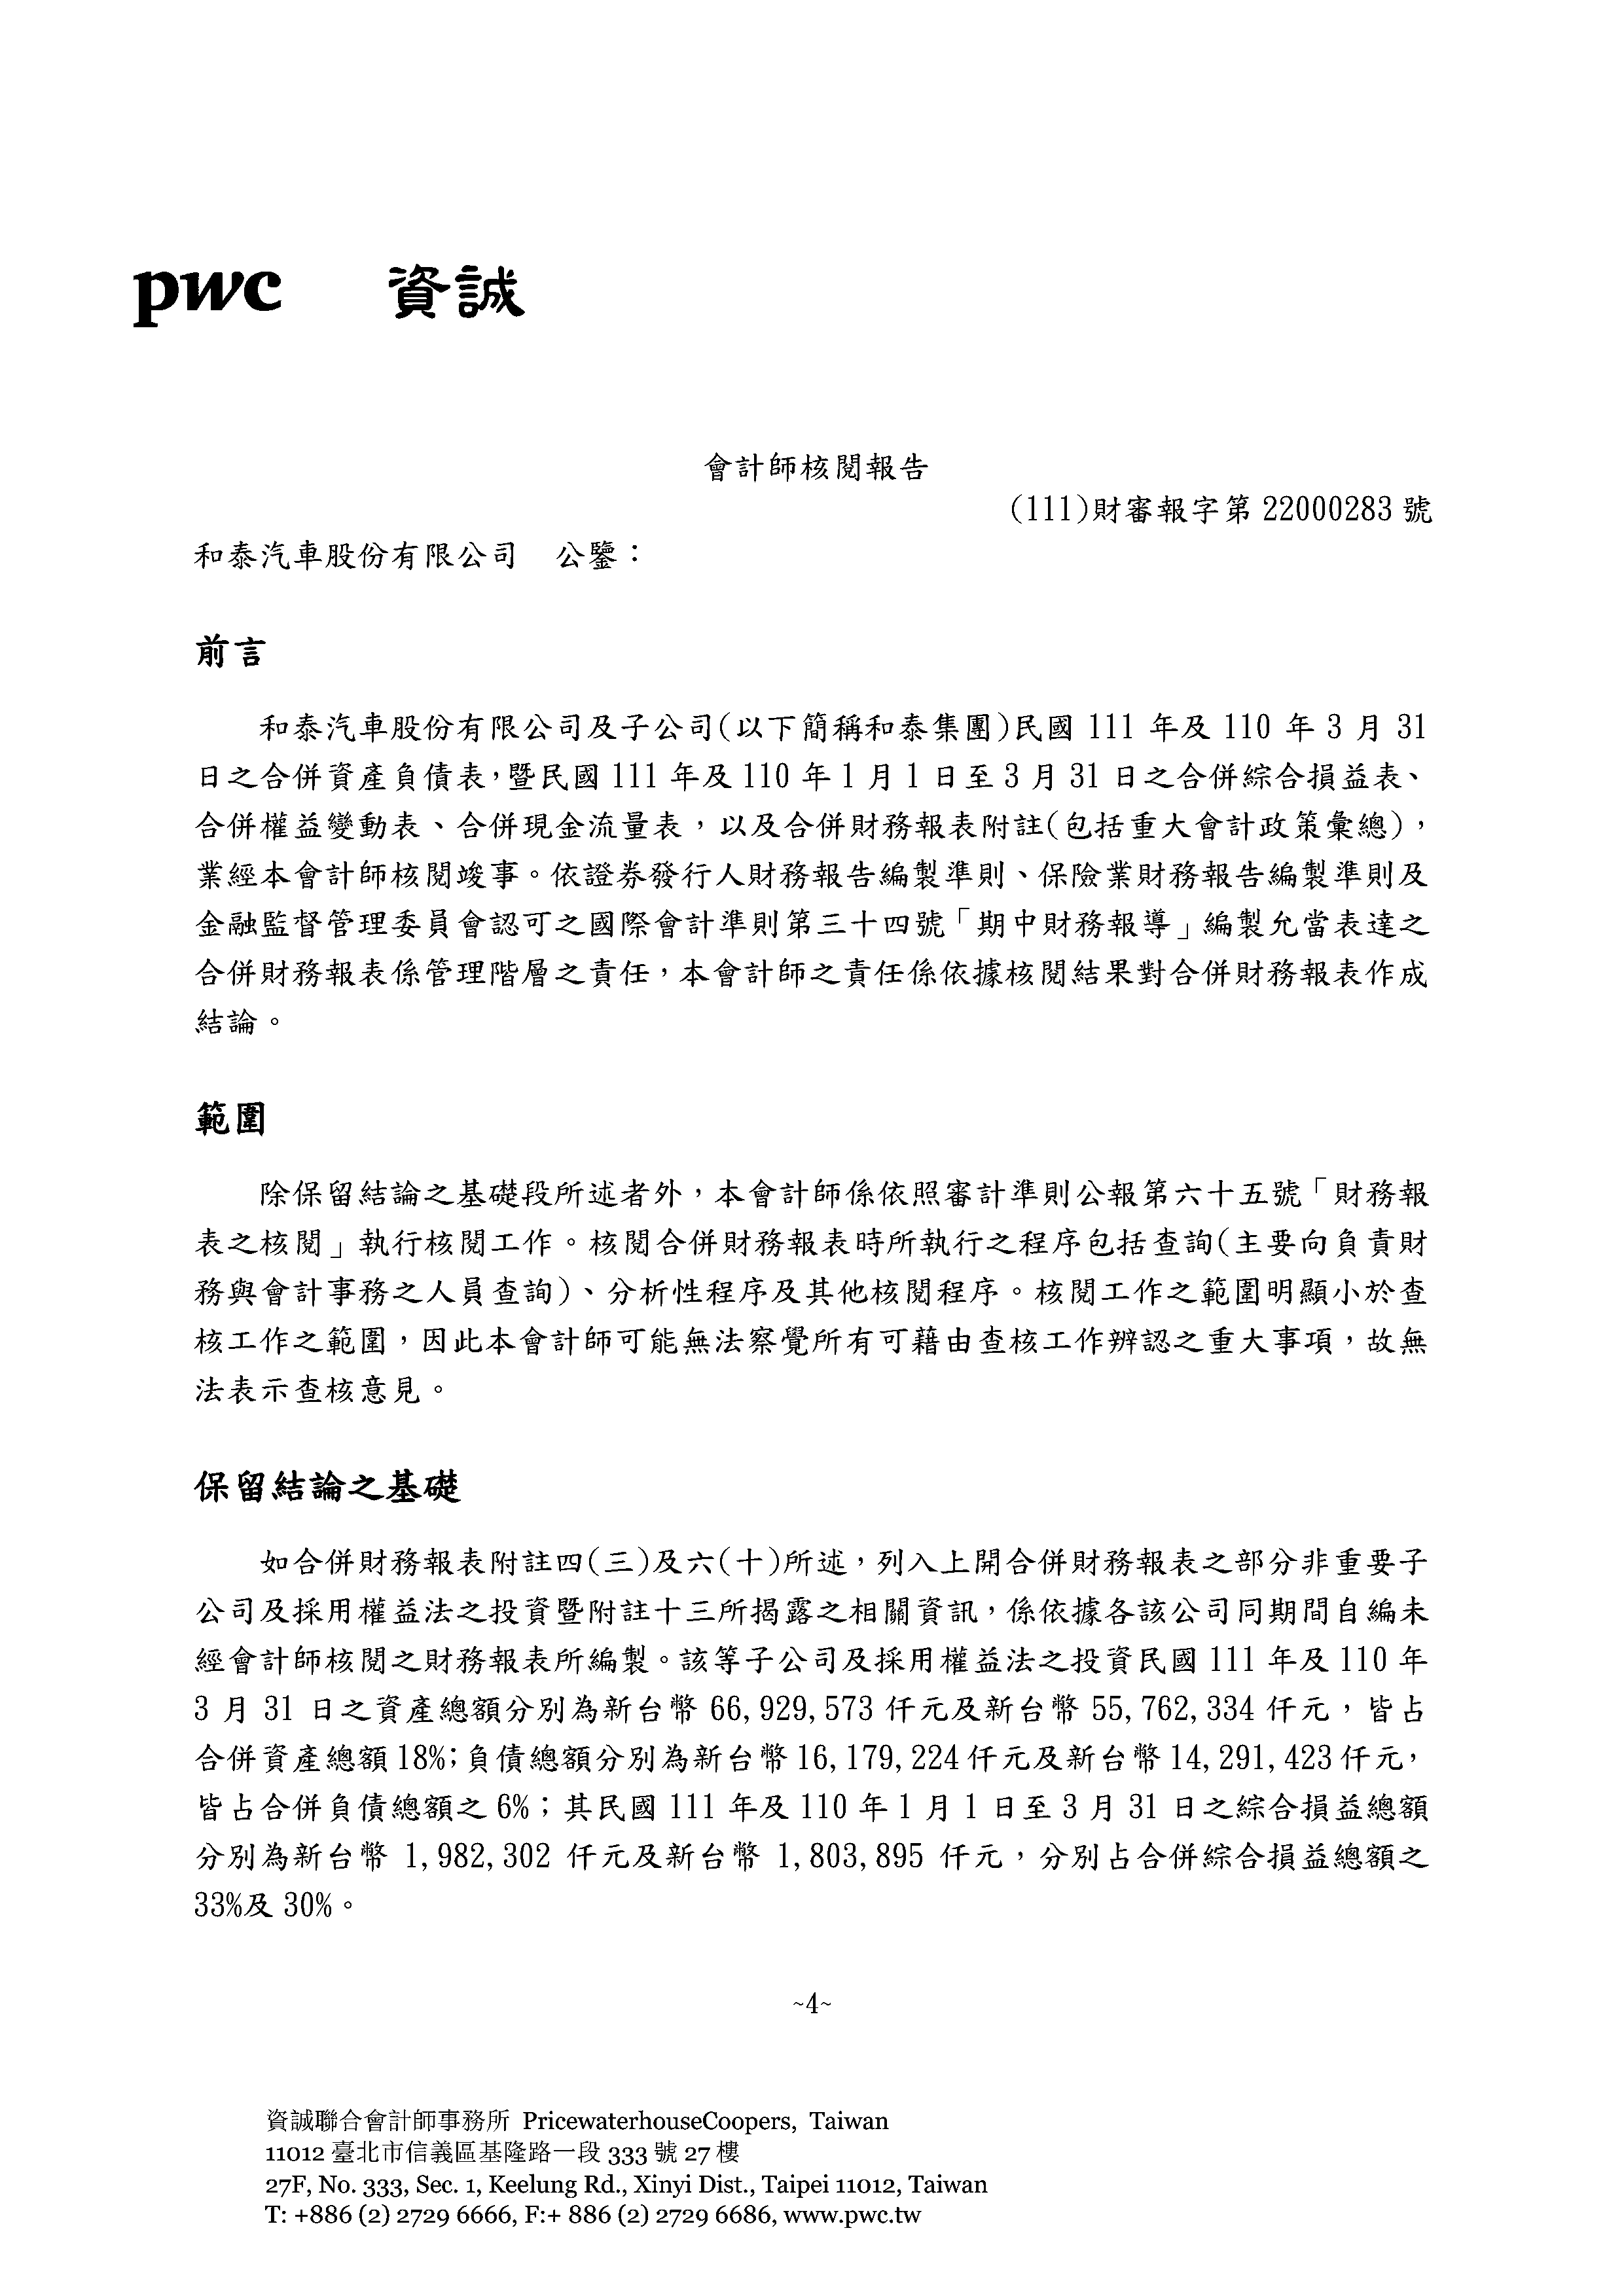 pwc 資誠
會計師核閱報告
(111)財審報字第 22000283 號
和泰汽車股份有限公司 公鑒：
前言
和泰汽車股份有限公司及子公司(以下簡稱和泰集團)民國 111 年及 110 年 3 月 31
日之合併資產負債表，暨民國 111 年及 110 年 1 月 1 日至 3 月 31 日之合併綜合損益表、
合併權益變動表、合併現金流量表，以及合併財務報表附註(包括重大會計政策彙總)，
業經本會計師核閱竣事。依證券發行人財務報告編製準則、保險業財務報告編製準則及
金融監督管理委員會認可之國際會計準則第三十四號「期中財務報導」編製允當表達之
合併財務報表係管理階層之責任，本會計師之責任係依據核閱結果對合併財務報表作成
結論。
範圍
除保留結論之基礎段所述者外，本會計師係依照審計準則公報第六十五號「財務報
表之核閱」執行核閱工作。核閱合併財務報表時所執行之程序包括查詢(主要向負責財
務與會計事務之人員查詢)、分析性程序及其他核閱程序。核閱工作之範圍明顯小於查
核工作之範圍，因此本會計師可能無法察覺所有可藉由查核工作辨認之重大事項，故無
法表示查核意見。
保留結論之基礎
如合併財務報表附註四(三)及六(十)所述，列入上開合併財務報表之部分非重要子
公司及採用權益法之投資暨附註十三所揭露之相關資訊，係依據各該公司同期間自編未
經會計師核閱之財務報表所編製。該等子公司及採用權益法之投資民國 111 年及 110 年
3 月 31 日之資產總額分別為新台幣 66,929,573 仟元及新台幣 55,762,334 仟元，皆占
合併資產總額 18%；負債總額分別為新台幣 16,179,224 仟元及新台幣 14,291,423 仟元，
皆占合併負債總額之 6%；其民國 111 年及 110 年 1 月 1 日至 3 月 31 日之綜合損益總額
分別為新台幣 1,982,302 仟元及新台幣 1,803,895 仟元，分別占合併綜合損益總額之
33%及 30%。
~4~
資誠聯合會計師事務所 PricewaterhouseCoopers, Taiwan
11012 臺北市信義區基隆路一段 333 號 27 樓
27F, No. 333, Sec. 1, Keelung Rd., Xinyi Dist., Taipei 11012, Taiwan
T: +886 (2) 2729 6666, F:+ 886 (2) 2729 6686, www.pwc.tw